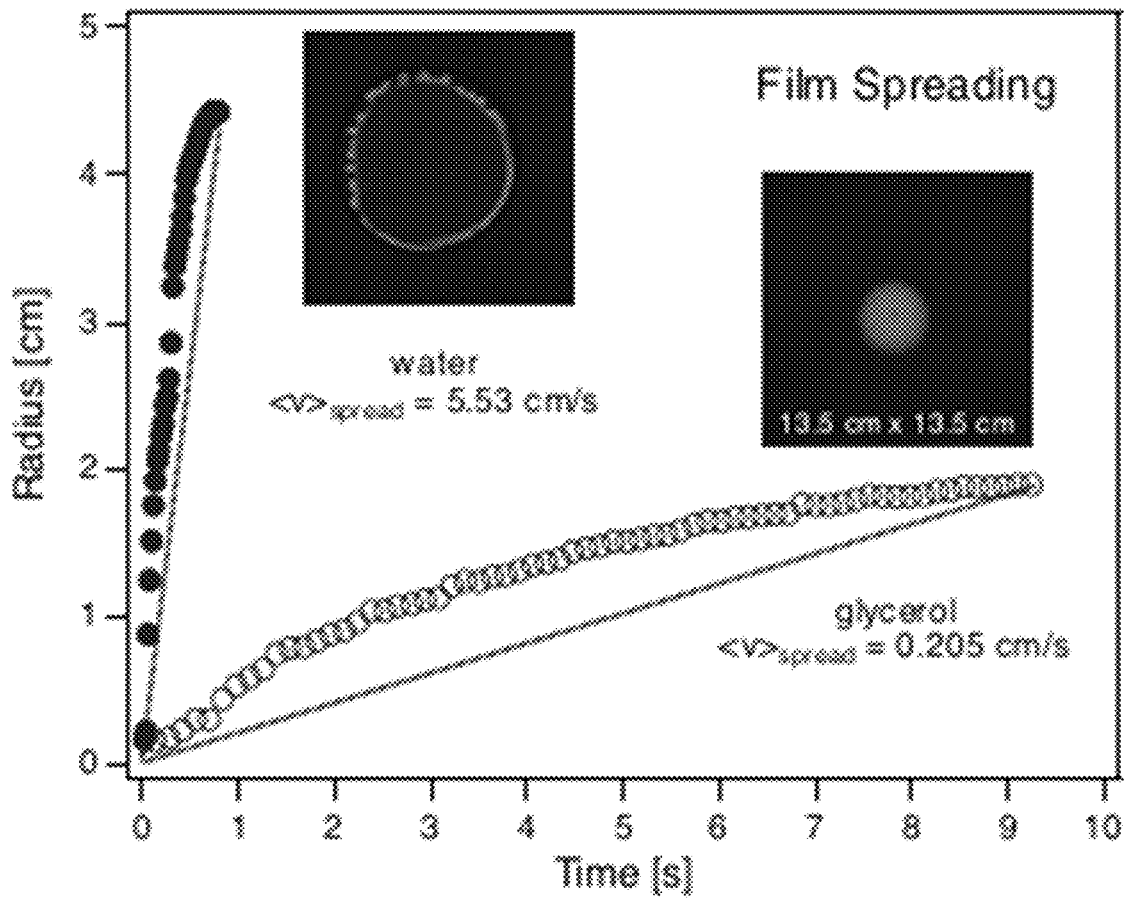 Film Spreading
water
<v>spread = 5.53 cm/s
13.5 cm x 13.5 cm
glycerol
<v>spread = 0.205 cm/s
Radius [cm]
5
4
3
2
1
0
0 1 2 3 4 5 6 7 8 9 10
Time [s]